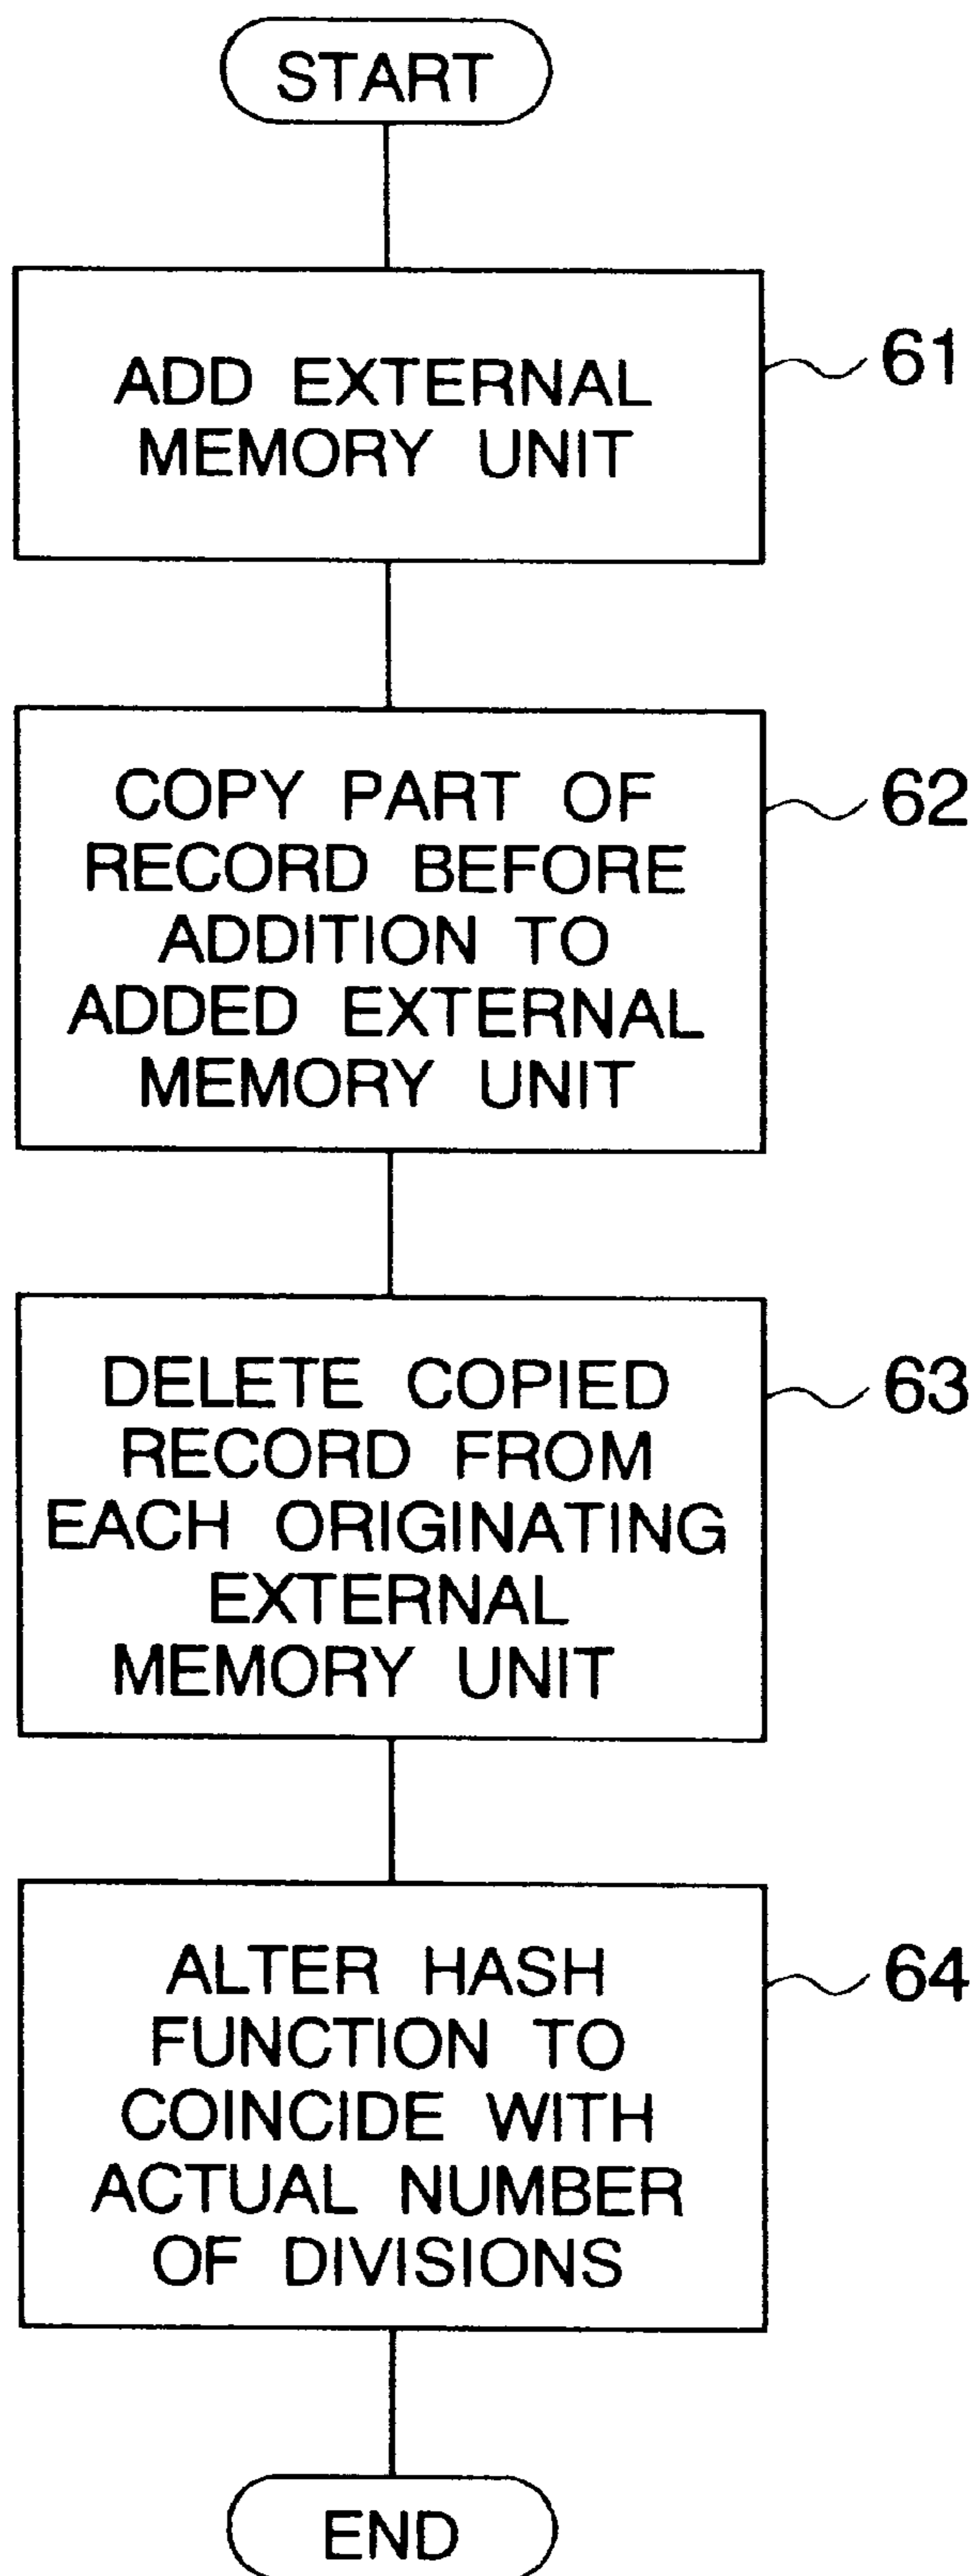 START
ADD EXTERNAL
MEMORY UNIT
61
COPY PART OF
RECORD BEFORE
ADDITION TO
ADDED EXTERNAL
MEMORY UNIT
62
DELETE COPIED
RECORD FROM
EACH ORIGINATING
EXTERNAL
MEMORY UNIT
63
ALTER HASH
FUNCTION TO
COINCIDE WITH
ACTUAL NUMBER
OF DIVISIONS
64
END